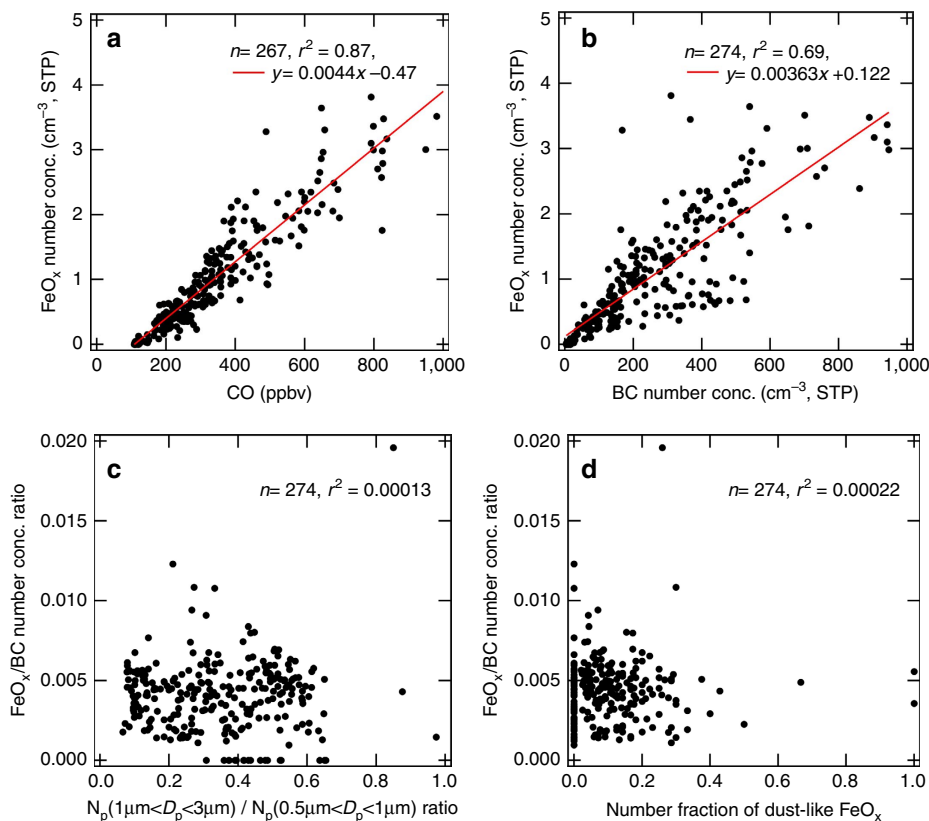 a
n= 267, r² = 0.87,
y= 0.0044x –0.47
FeOₓ number conc. (cm⁻³, STP)
5
4
3
2
1
0
0 200 400 600 800 1,000
CO (ppbv)
b
n= 274, r² = 0.69,
y= 0.00363x +0.122
FeOₓ number conc. (cm⁻³, STP)
5
4
3
2
1
0
0 200 400 600 800 1,000
BC number conc. (cm⁻³, STP)
c
n= 274, r² = 0.00013
FeOₓ/BC number conc. ratio
0.020
0.015
0.010
0.005
0.000
0.0 0.2 0.4 0.6 0.8 1.0
Nₚ(1μm<Dₚ<3μm) / Nₚ(0.5μm<Dₚ<1μm) ratio
d
n= 274, r² = 0.00022
FeOₓ/BC number conc. ratio
0.020
0.015
0.010
0.005
0.000
0.0 0.2 0.4 0.6 0.8 1.0
Number fraction of dust-like FeOₓ